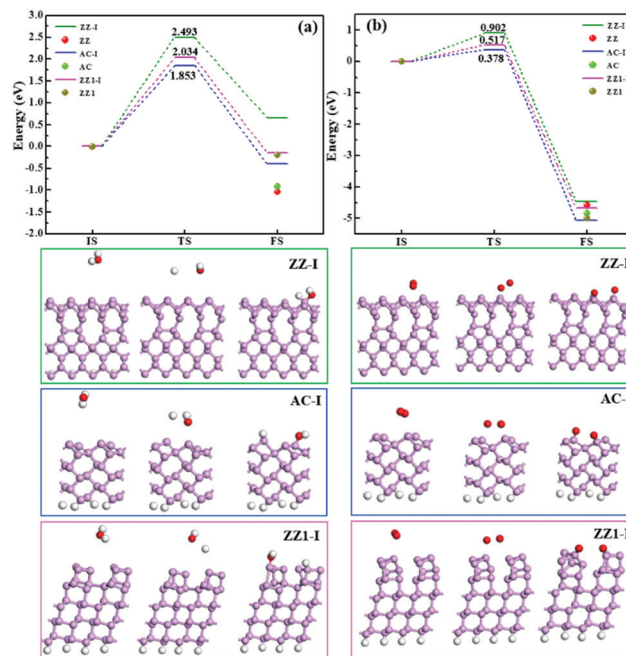 (a)
3.0
2.5
2.0
1.5
1.0
0.5
0.0
-0.5
-1.0
-1.5
2.0
Energy (eV)
IS TS FS
ZZ-I
ZZ
AC-I
AC
ZZ1-I
ZZ1
2.493
2.034
1.853
(b)
1
0
-1
-2
-3
-4
-5
Energy (eV)
IS TS FS
ZZ-I
ZZ
AC-I
AC
ZZ1-I
ZZ1
0.902
0.517
0.378
ZZ-I
ZZ-I
AC-I
AC-I
ZZ1-I
ZZ1-I